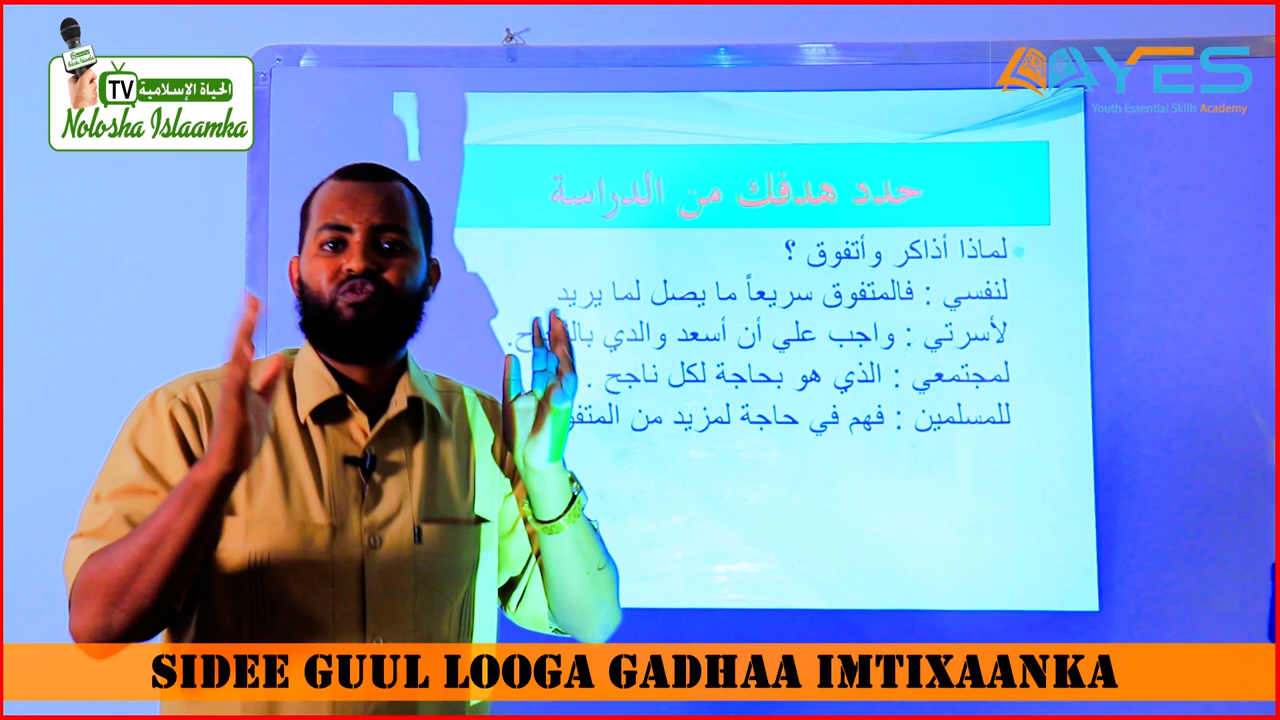 TV الحياة الإسلامية
Nolosha Islaamka
YES
Youth Essential Skills Academy
حدد هدفك من الدراسة
لماذا أذاكر وأتفوق ؟
لنفسي : فالمتفوق سريعاً ما يصل لما يريد
لأسرتي : واجب علي أن أسعد والدي
لمجتمعي : الذي هو بحاجة لكل ناجح .
للمسلمين : فهم في حاجة لمزيد من
SIDEE GUUL LOOGA GADHAA IMTIXAANKA